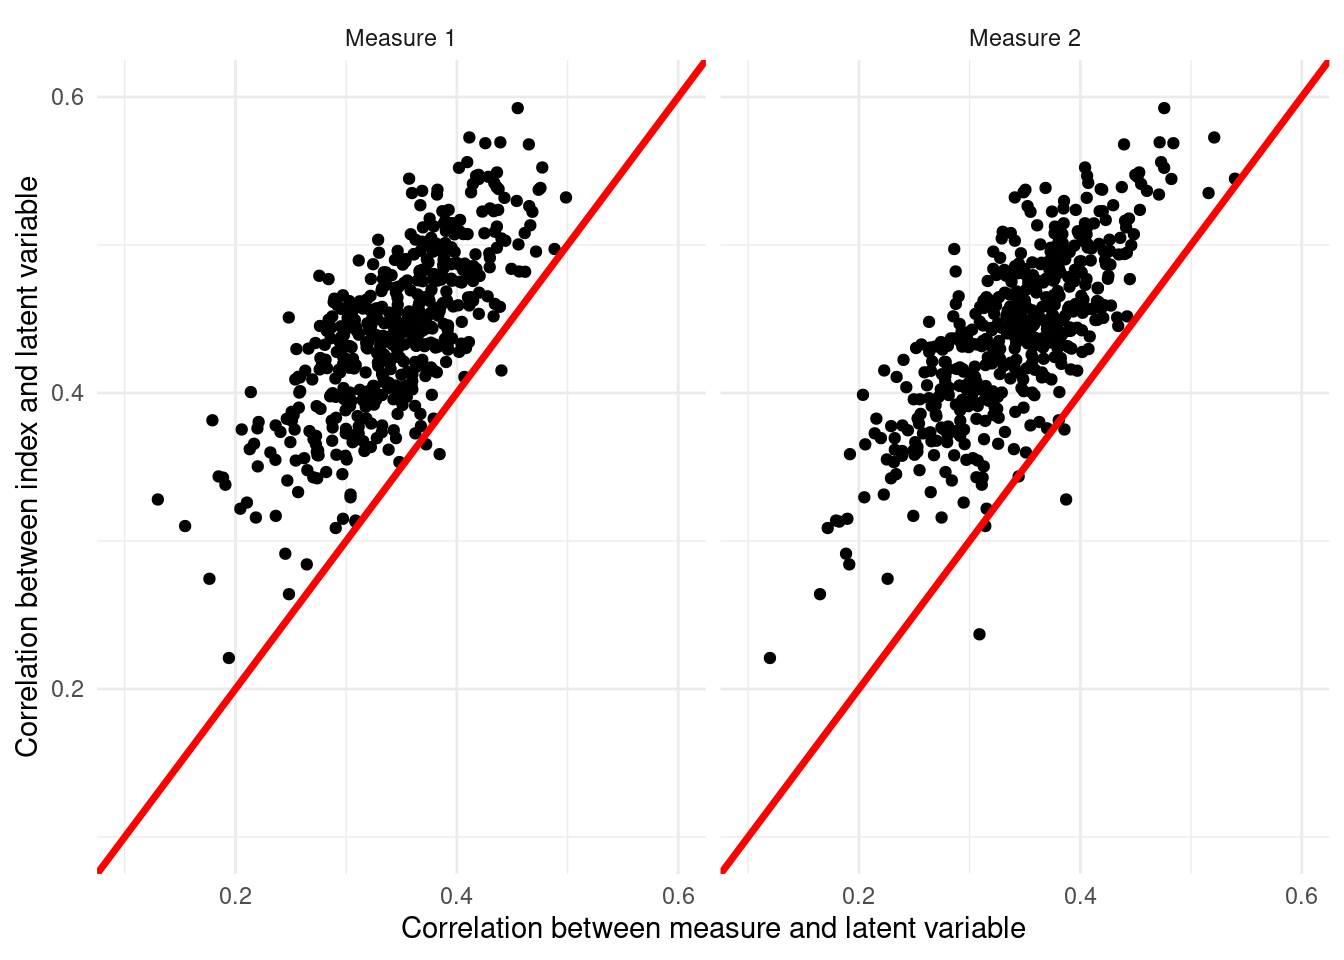 Measure 1
Measure 2
Correlation between index and latent variable
0.6
0.4
0.2
0.2
0.4
0.6
0.2
0.4
0.6
Correlation between measure and latent variable